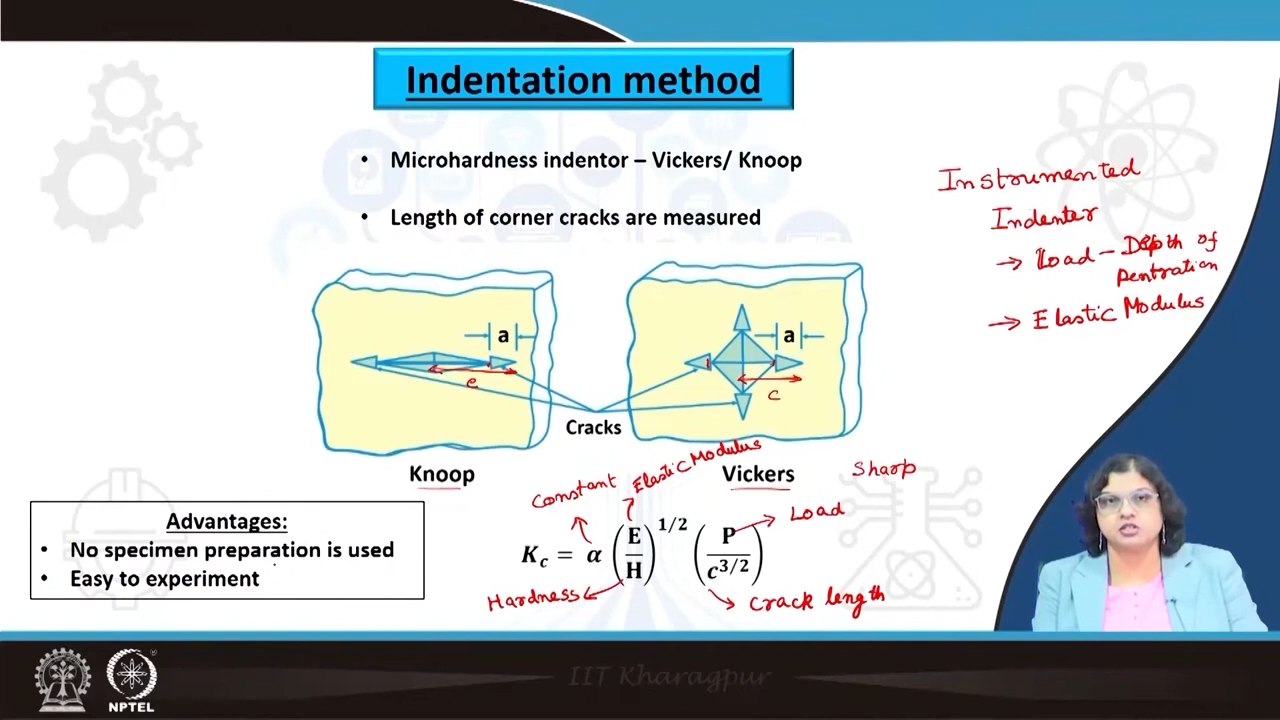 Indentation method
• Microhardness indentor – Vickers/ Knoop
• Length of corner cracks are measured
Instrumented
Indenter
→ Load – Depth of
Pentration
→ Elastic Modulus
a
a
c
c
Cracks
Knoop
Vickers
Sharp
Constant
Elastic Modulus
Load
K_c = α (E/H)^1/2 (P/c^3/2)
Hardness
Crack length
Advantages:
• No specimen preparation is used
• Easy to experiment
NPTEL
IIT Kharagpur